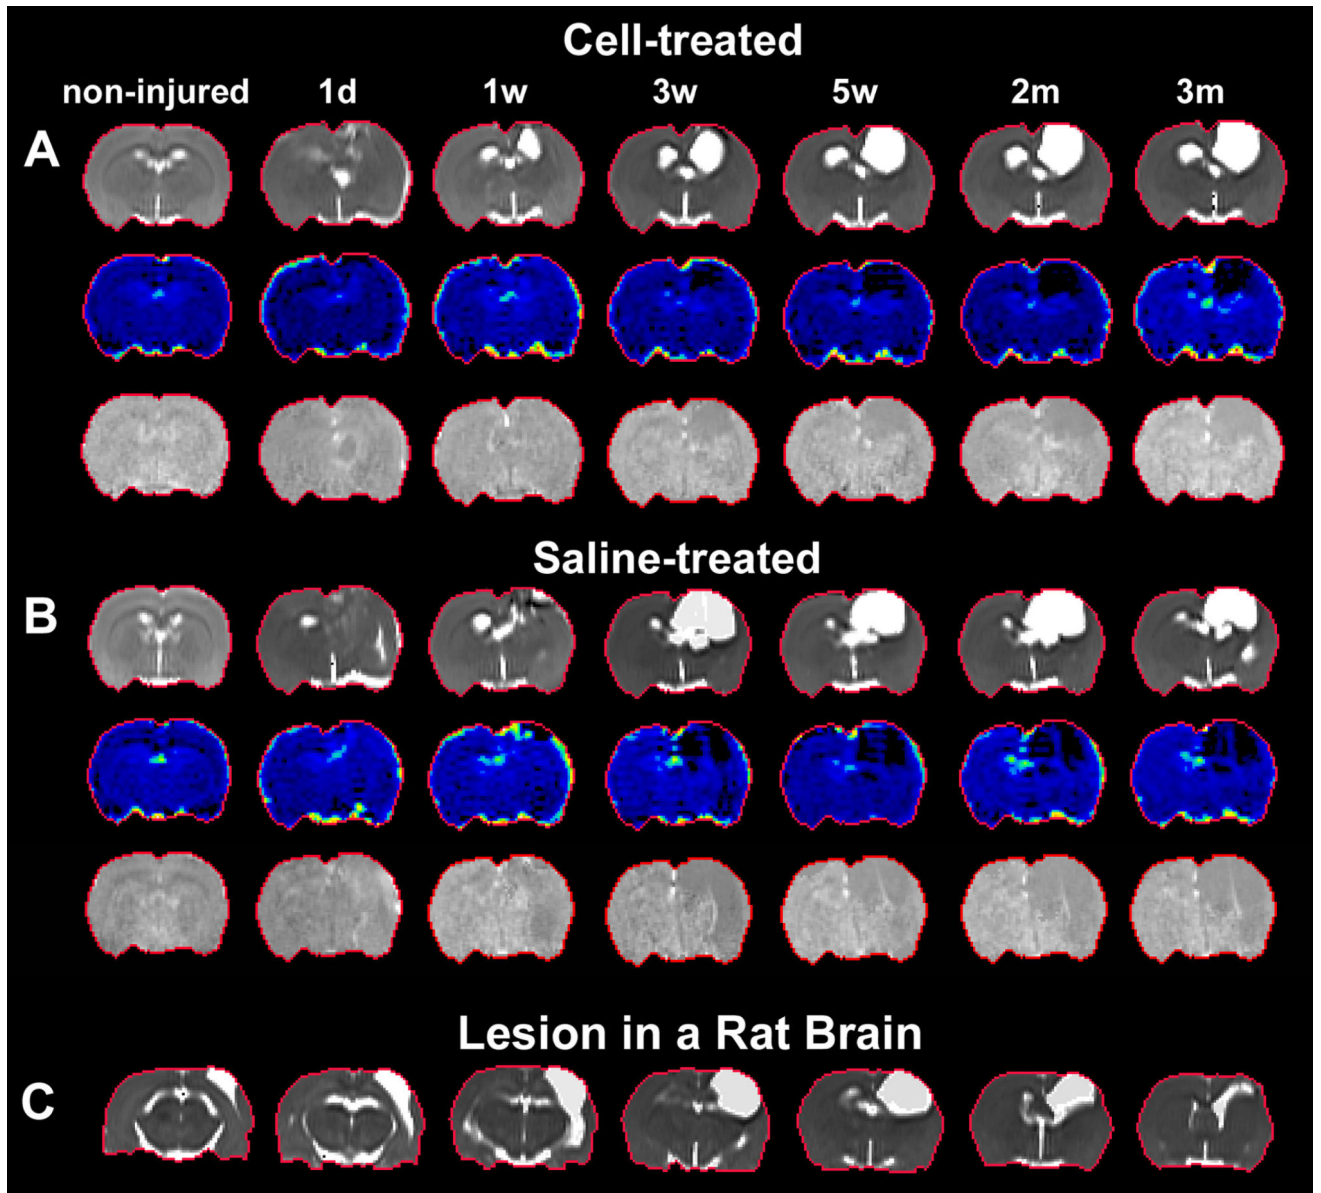 Cell-treated
non-injured 1d 1w 3w 5w 2m 3m
A
Saline-treated
B
Lesion in a Rat Brain
C